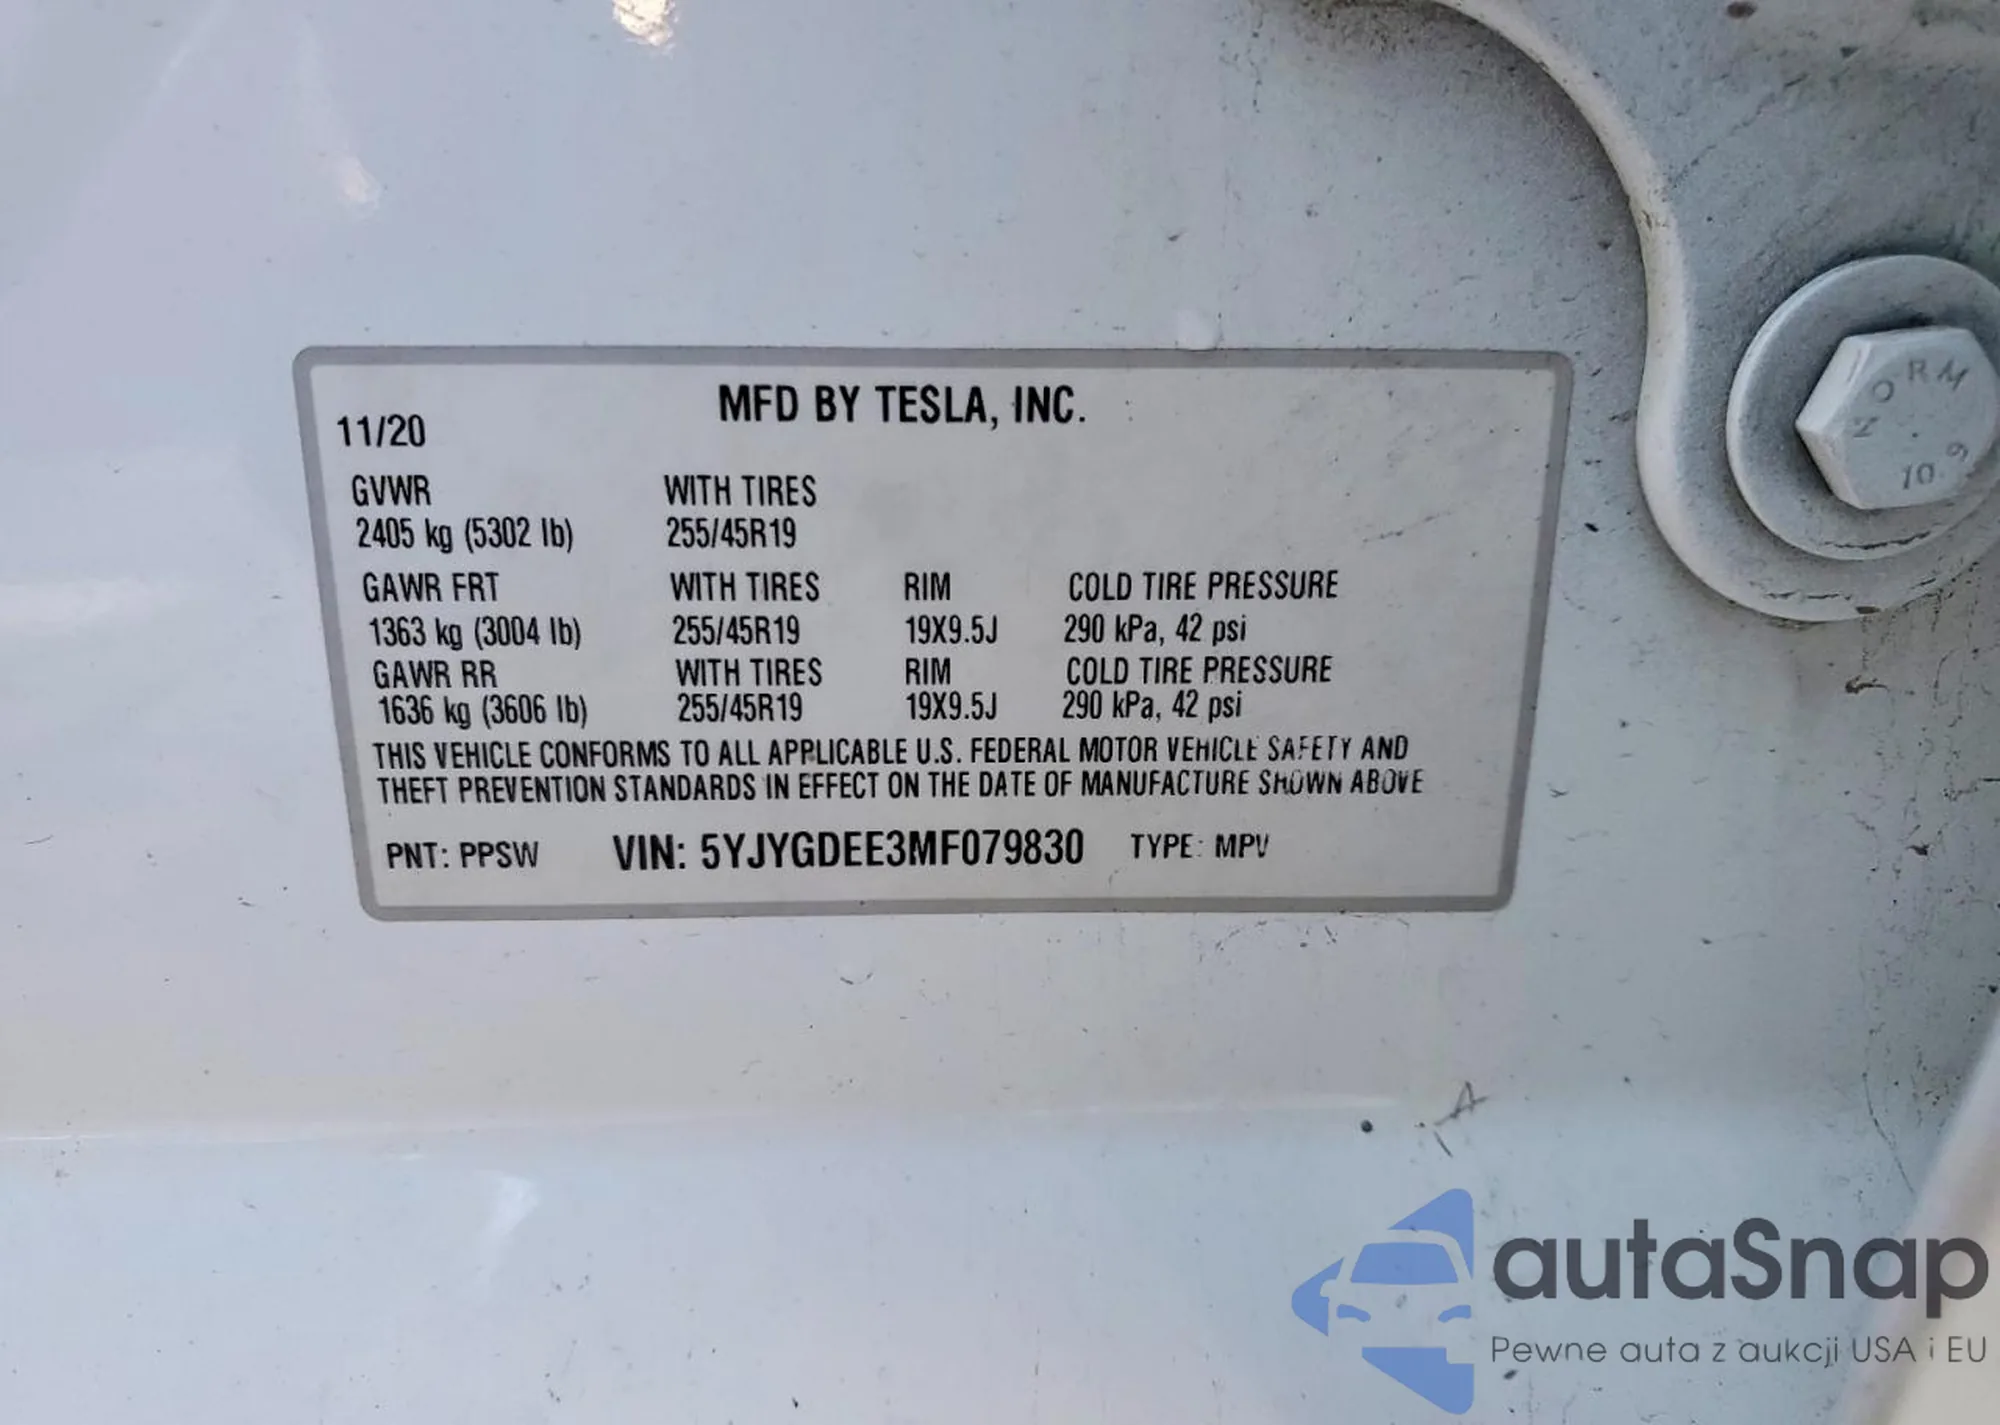 MFD BY TESLA, INC.
11/20
GVWR WITH TIRES
2405 kg (5302 lb) 255/45R19
GAWR FRT WITH TIRES RIM COLD TIRE PRESSURE
1363 kg (3004 lb) 255/45R19 19X9.5J 290 kPa, 42 psi
GAWR RR WITH TIRES RIM COLD TIRE PRESSURE
1636 kg (3606 lb) 255/45R19 19X9.5J 290 kPa, 42 psi
THIS VEHICLE CONFORMS TO ALL APPLICABLE U.S. FEDERAL MOTOR VEHICLE SAFETY AND
THEFT PREVENTION STANDARDS IN EFFECT ON THE DATE OF MANUFACTURE SHOWN ABOVE
PNT: PPSW VIN: 5YJYGDEE3MF079830 TYPE: MPV
NORM
10.9
autaSnap
Pewne auta z aukcji USA i EU